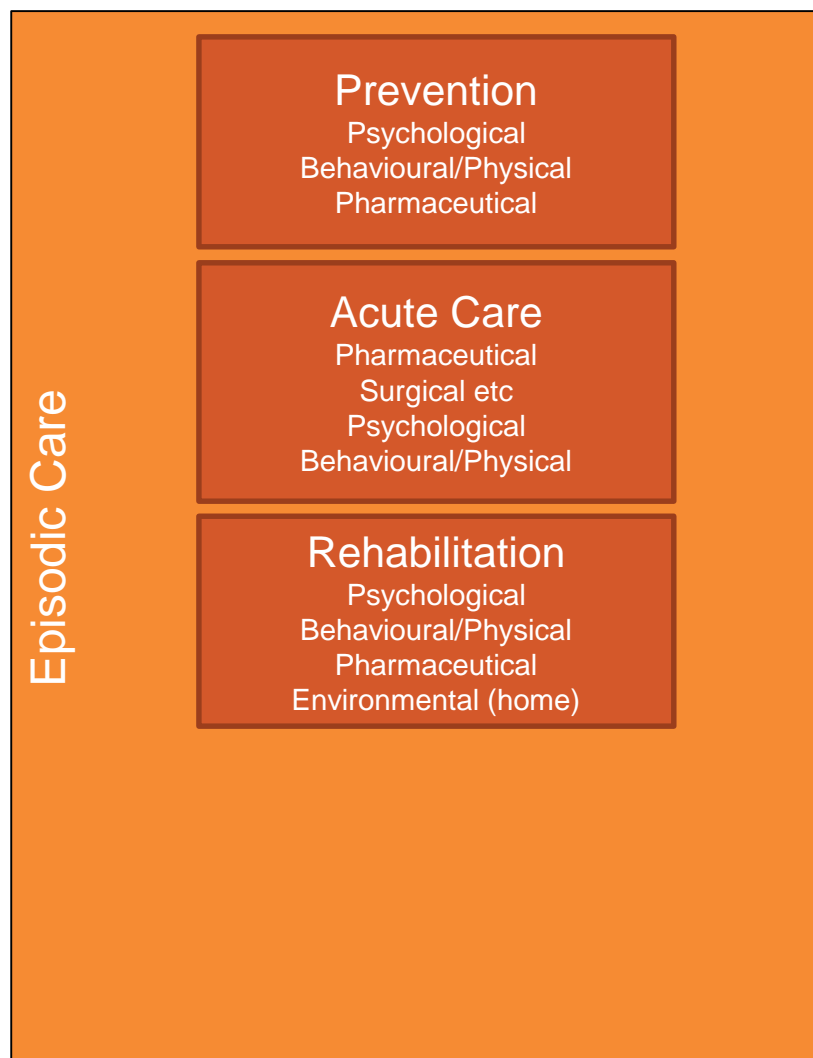 Episodic Care
Prevention
Psychological
Behavioural/Physical
Pharmaceutical
Acute Care
Pharmaceutical
Surgical etc
Psychological
Behavioural/Physical
Rehabilitation
Psychological
Behavioural/Physical
Pharmaceutical
Environmental (home)